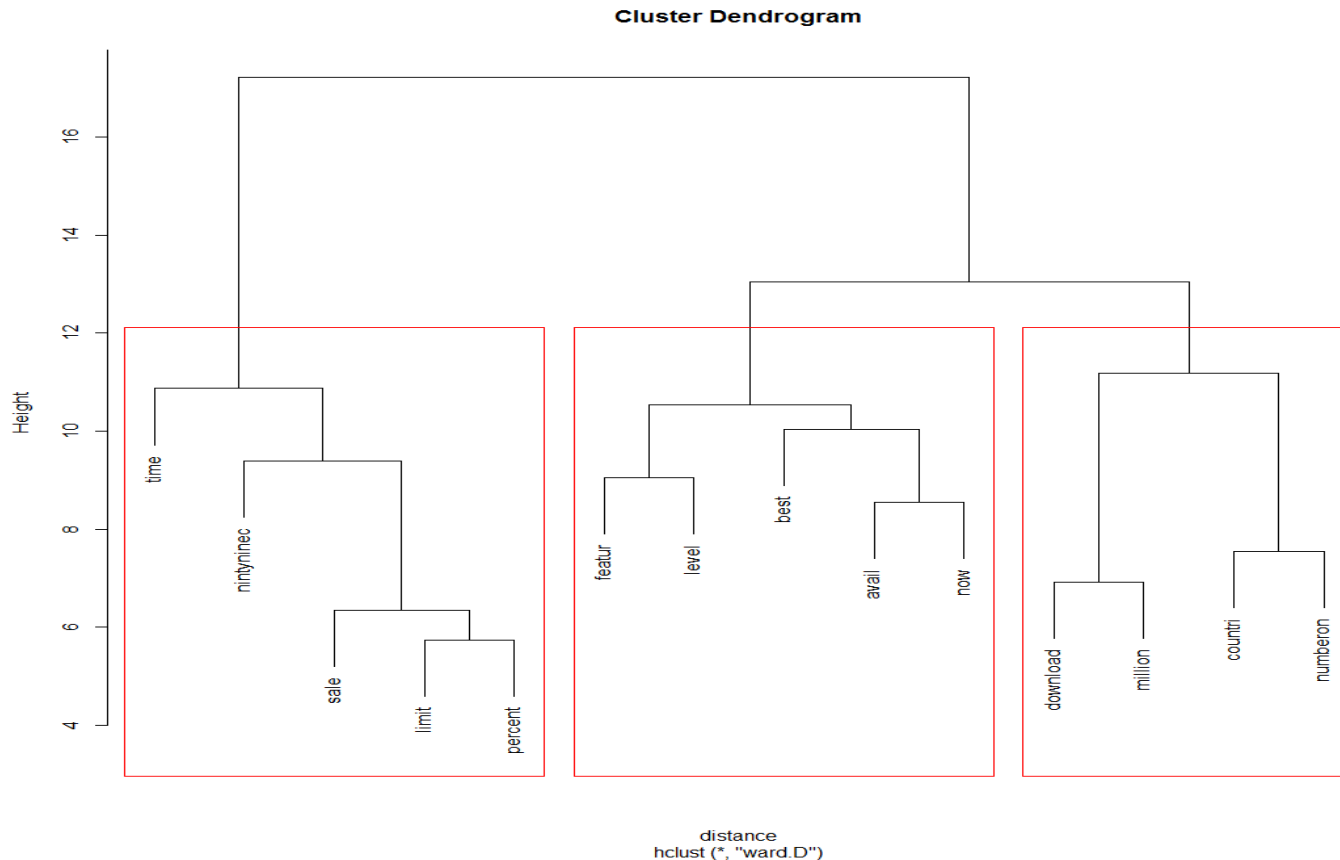 Cluster Dendrogram
16
14
12
10
8
6
4
Height
time
nintyninec
sale
limit
percent
featur
level
best
avail
now
download
million
countri
numberon
distance
hclust (*, "ward.D")